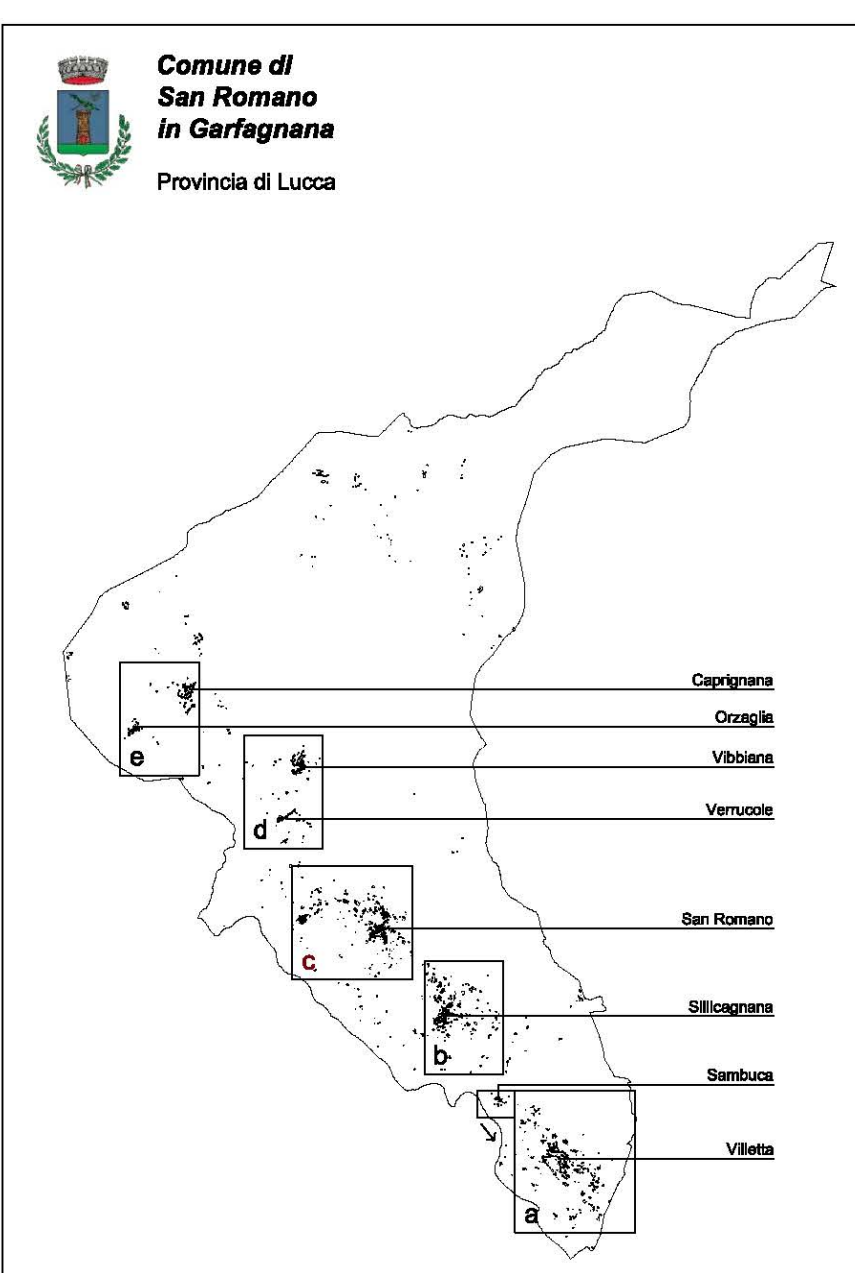 Comune di
San Romano
in Garfagnana
Provincia di Lucca
Caprignana
Orzaglia
e
Vibbiana
Verrucole
d
San Romano
c
Sillicagnana
b
Sambuca
Villetta
a